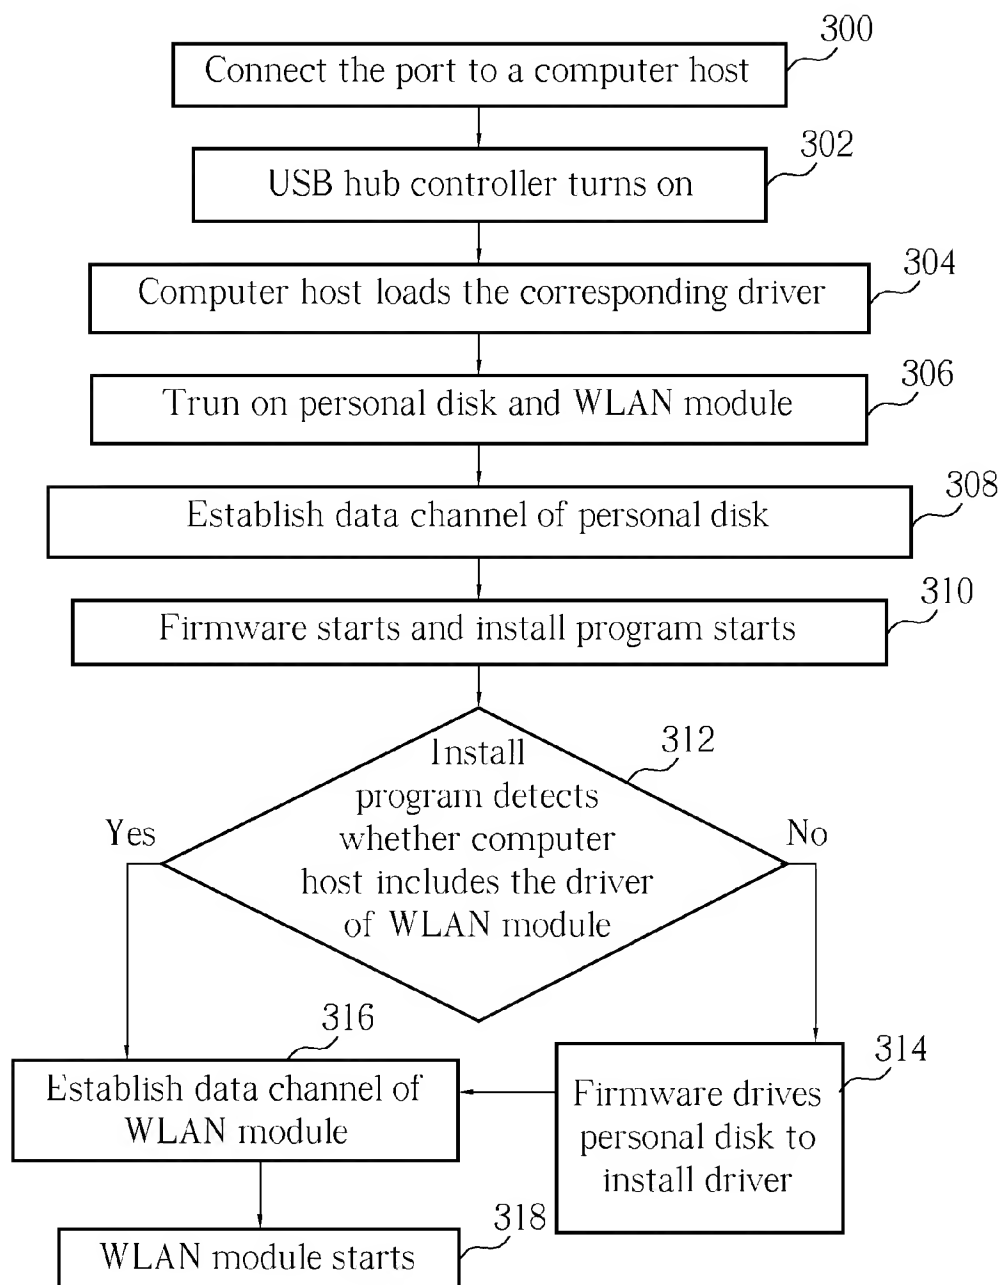 300
Connect the port to a computer host
302
USB hub controller turns on
304
Computer host loads the corresponding driver
306
Trun on personal disk and WLAN module
308
Establish data channel of personal disk
310
Firmware starts and install program starts
312
Install
program detects
whether computer
host includes the driver
of WLAN module
Yes
No
316
Establish data channel of
WLAN module
314
Firmware drives
personal disk to
install driver
318
WLAN module starts